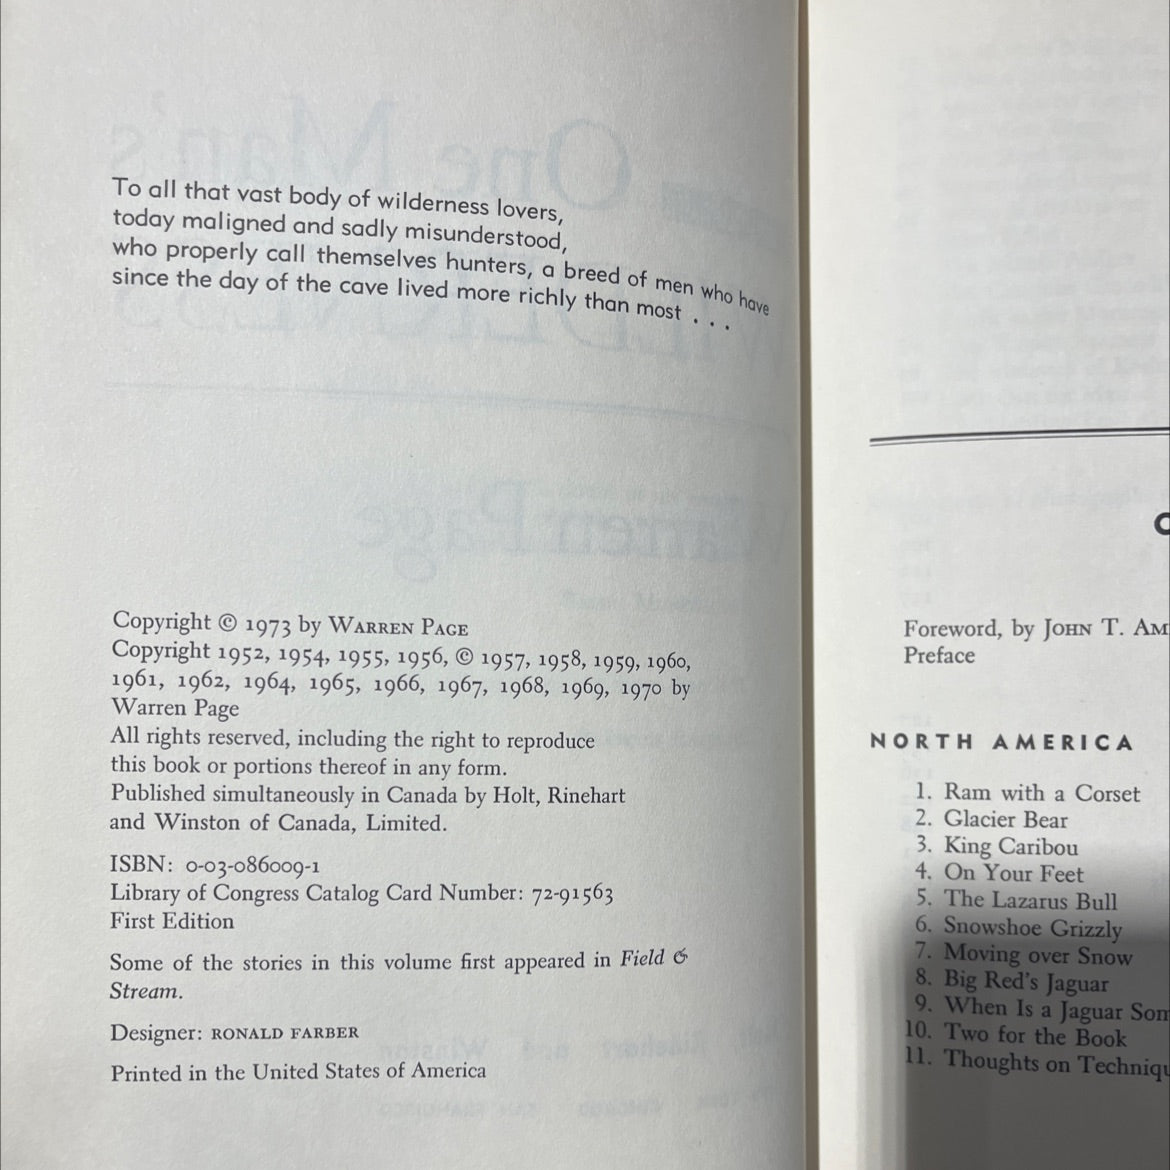 To all that vast body of wilderness lovers,
today maligned and sadly misunderstood,
who properly call themselves hunters, a breed of men who have
since the day of the cave lived more richly than most . . .
Copyright © 1973 by WARREN PAGE
Copyright 1952, 1954, 1955, 1956, © 1957, 1958, 1959, 1960,
1961, 1962, 1964, 1965, 1966, 1967, 1968, 1969, 1970 by
Warren Page
All rights reserved, including the right to reproduce
this book or portions thereof in any form.
Published simultaneously in Canada by Holt, Rinehart
and Winston of Canada, Limited.
ISBN: 0-03-086009-1
Library of Congress Catalog Card Number: 72-91563
First Edition
Some of the stories in this volume first appeared in Field &
Stream.
Designer: RONALD FARBER
Printed in the United States of America
Foreword, by JOHN T. AM
Preface
NORTH AMERICA
1. Ram with a Corset
2. Glacier Bear
3. King Caribou
4. On Your Feet
5. The Lazarus Bull
6. Snowshoe Grizzly
7. Moving over Snow
8. Big Red's Jaguar
9. When Is a Jaguar Som
10. Two for the Book
11. Thoughts on Techniqu